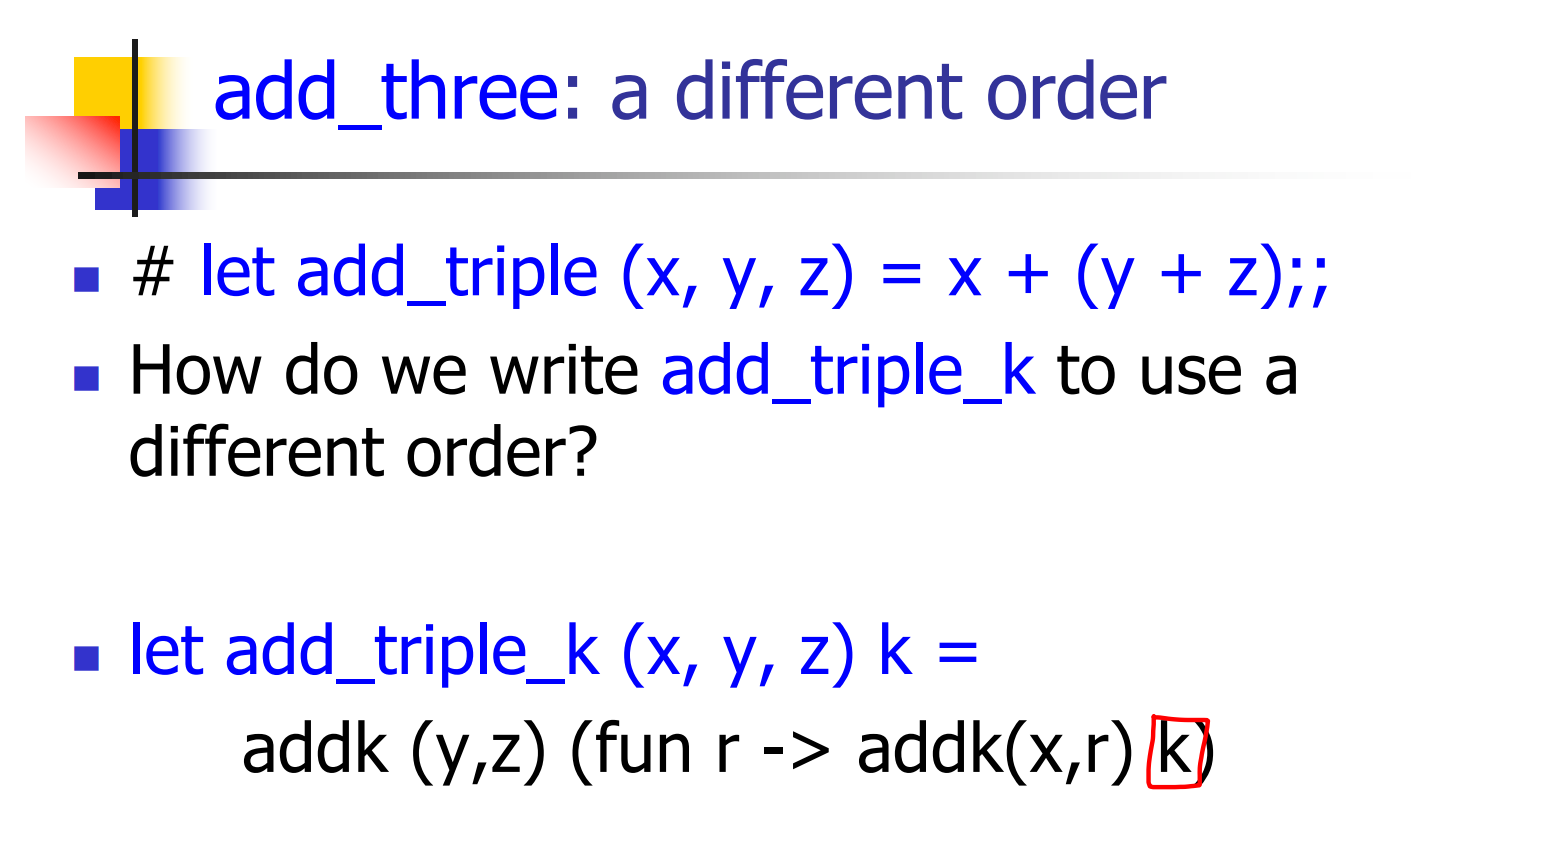 add_three: a different order
# let add_triple (x, y, z) = x + (y + z);;
How do we write add_triple_k to use a
different order?
let add_triple_k (x, y, z) k =
addk (y,z) (fun r -> addk(x,r) k)